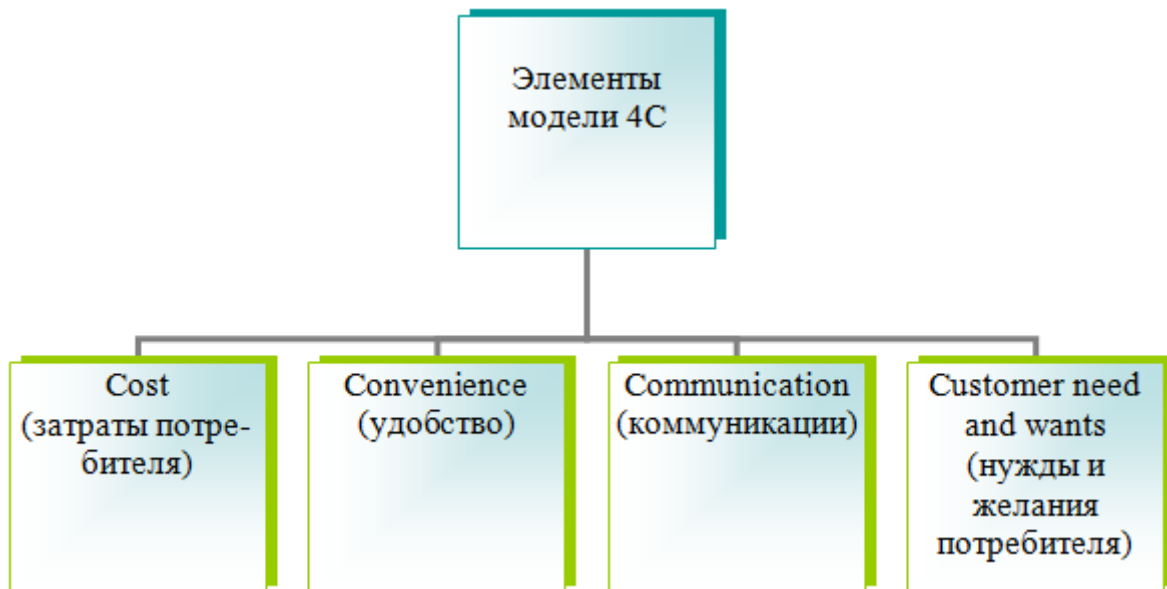 Элементы
модели 4С
Cost
(затраты потре-
бителя)
Convenience
(удобство)
Communication
(коммуникации)
Customer need
and wants
(нужды и
желания
потребителя)